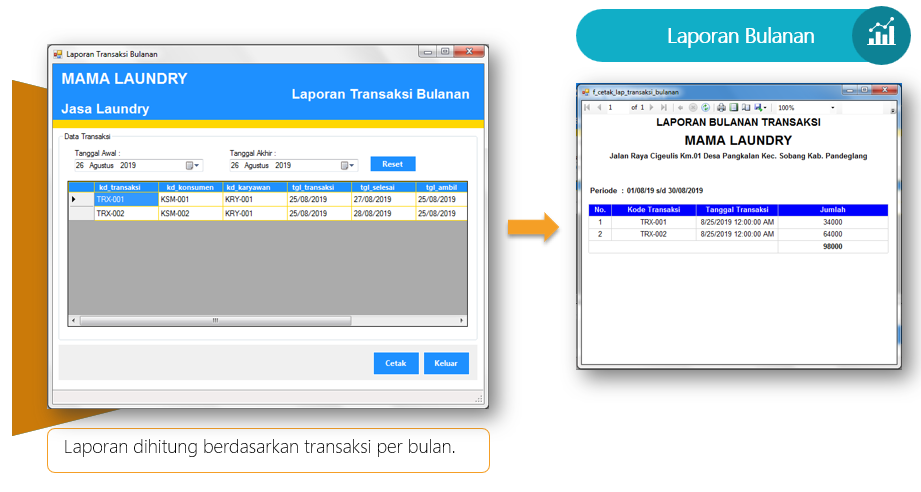 Laporan Bulanan
Laporan Transaksi Bulanan
MAMA LAUNDRY
Laporan Transaksi Bulanan
Jasa Laundry
Data Transaksi
Tanggal Awal :
Tanggal Akhir :
26 Agustus 2019
26 Agustus 2019
Reset
kd_transaksi kd_konsumen kd_karyawan tgl_transaksi tgl_selesai tgl_ambil
TRX-001 KSM-001 KRY-001 25/08/2019 27/08/2019 25/08/2019
TRX-002 KSM-002 KRY-001 25/08/2019 28/08/2019 25/08/2019
Cetak Keluar
Laporan dihitung berdasarkan transaksi per bulan.
f_cetak_lap_transaksi_bulanan
1 of 1 100%
LAPORAN BULANAN TRANSAKSI
MAMA LAUNDRY
Jalan Raya Cigeulis Km.01 Desa Pangkalan Kec. Sobang Kab. Pandeglang
Periode : 01/08/19 s/d 30/08/2019
No. Kode Transaksi Tanggal Transaksi Jumlah
1 TRX-001 8/25/2019 12:00:00 AM 34000
2 TRX-002 8/25/2019 12:00:00 AM 64000
98000